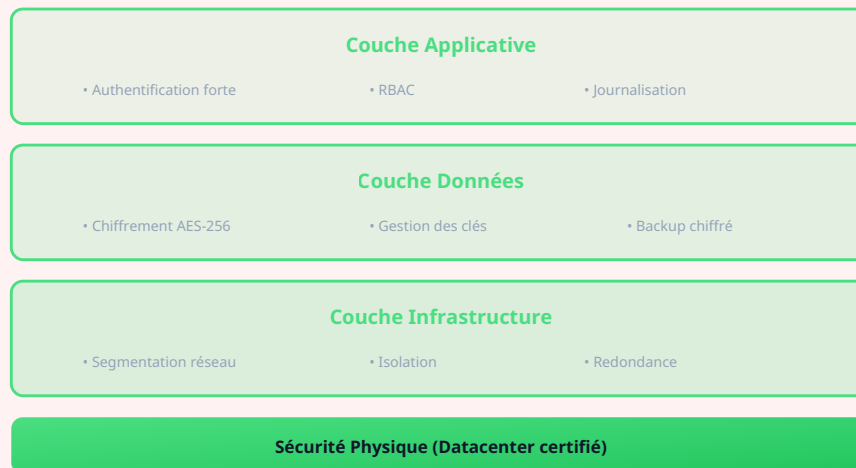 Couche Applicative
• Authentification forte • RBAC • Journalisation
Couche Données
• Chiffrement AES-256 • Gestion des clés • Backup chiffré
Couche Infrastructure
• Segmentation réseau • Isolation • Redondance
Sécurité Physique (Datacenter certifié)